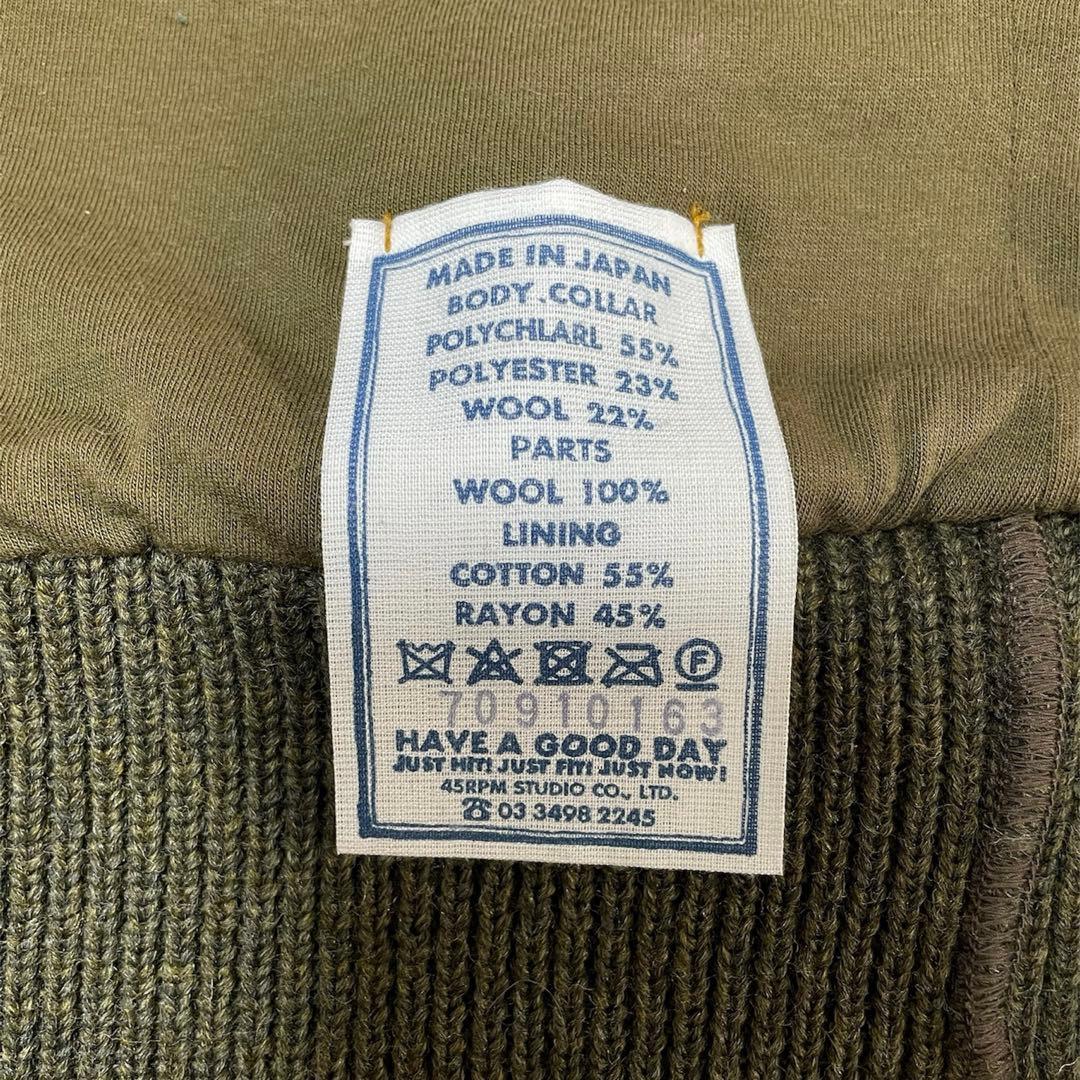 MADE IN JAPAN
BODY.COLLAR
POLYCHLARL 55%
POLYESTER 23%
WOOL 22%
PARTS
WOOL 100%
LINING
COTTON 55%
RAYON 45%
F
70910163
HAVE A GOOD DAY
JUST HIT! JUST FIT! JUST NOW!
45RPM STUDIO CO., LTD.
☎ 03 3498 2245